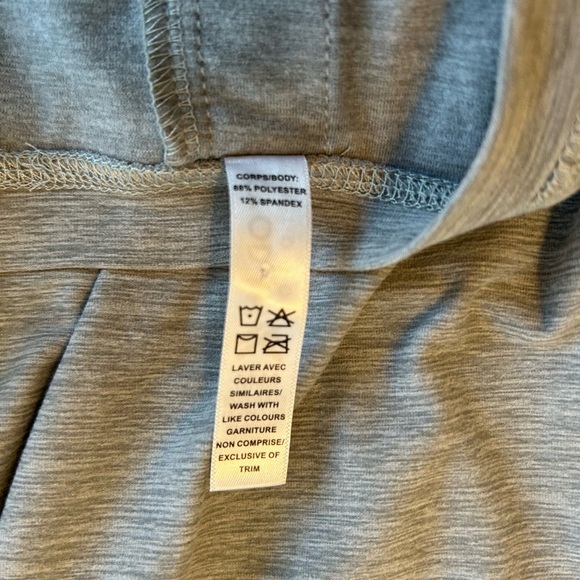 CORPS/BODY:
88% POLYESTER
12% SPANDEX
LAVER AVEC
COULEURS
SIMILAIRES/
WASH WITH
LIKE COLOURS
GARNITURE
NON COMPRISE/
EXCLUSIVE OF
TRIM